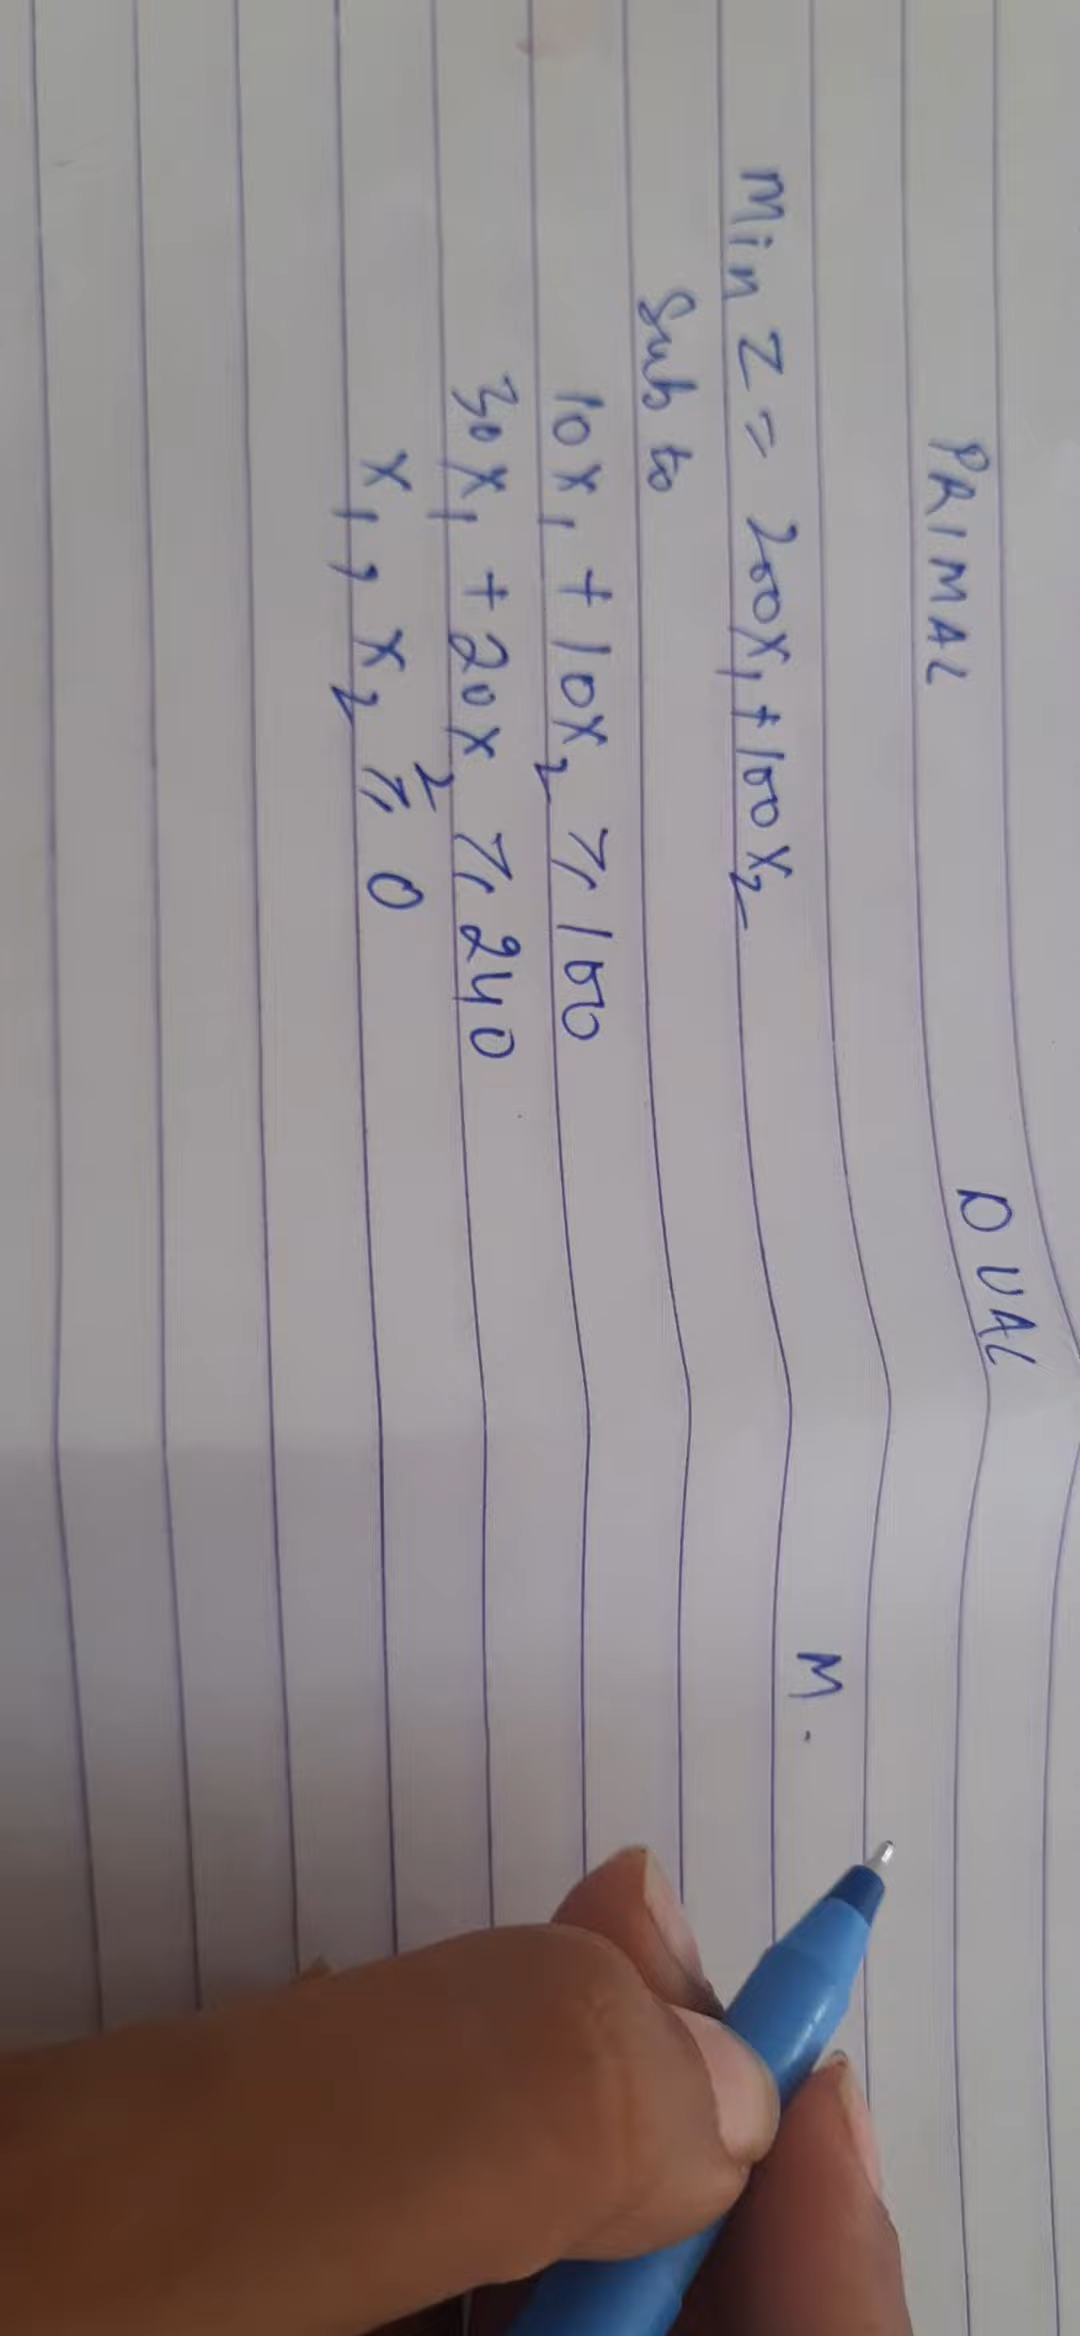 PRIMAL DUAL
Min Z = 200x₁ + 100x₂ M
Sub to
10x₁ + 10x₂ ≥ 100
30x₁ + 20x₂ ≥ 240
x₁, x₂ ≥ 0